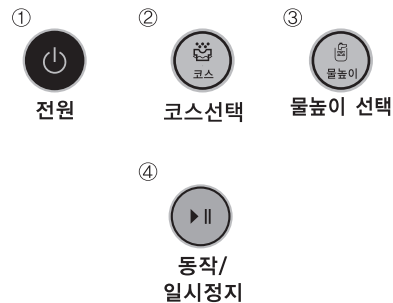 ① ② ③
코스 물높이
전원 코스선택 물높이 선택
④
동작/
일시정지